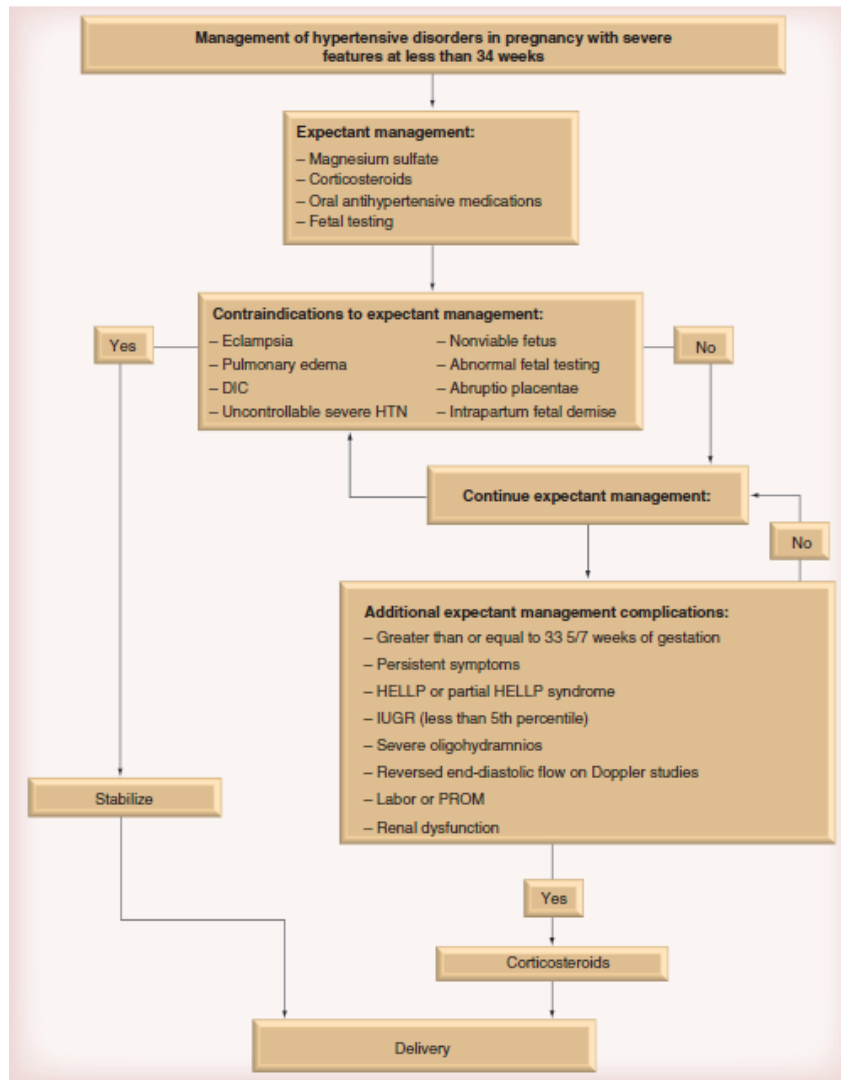 Management of hypertensive disorders in pregnancy with severe
features at less than 34 weeks
Expectant management:
– Magnesium sulfate
– Corticosteroids
– Oral antihypertensive medications
– Fetal testing
Contraindications to expectant management:
– Eclampsia
– Pulmonary edema
– DIC
– Uncontrollable severe HTN
– Nonviable fetus
– Abnormal fetal testing
– Abruptio placentae
– Intrapartum fetal demise
Yes
No
Continue expectant management:
No
Additional expectant management complications:
– Greater than or equal to 33 5/7 weeks of gestation
– Persistent symptoms
– HELLP or partial HELLP syndrome
– IUGR (less than 5th percentile)
– Severe oligohydramnios
– Reversed end-diastolic flow on Doppler studies
– Labor or PROM
– Renal dysfunction
Stabilize
Yes
Corticosteroids
Delivery